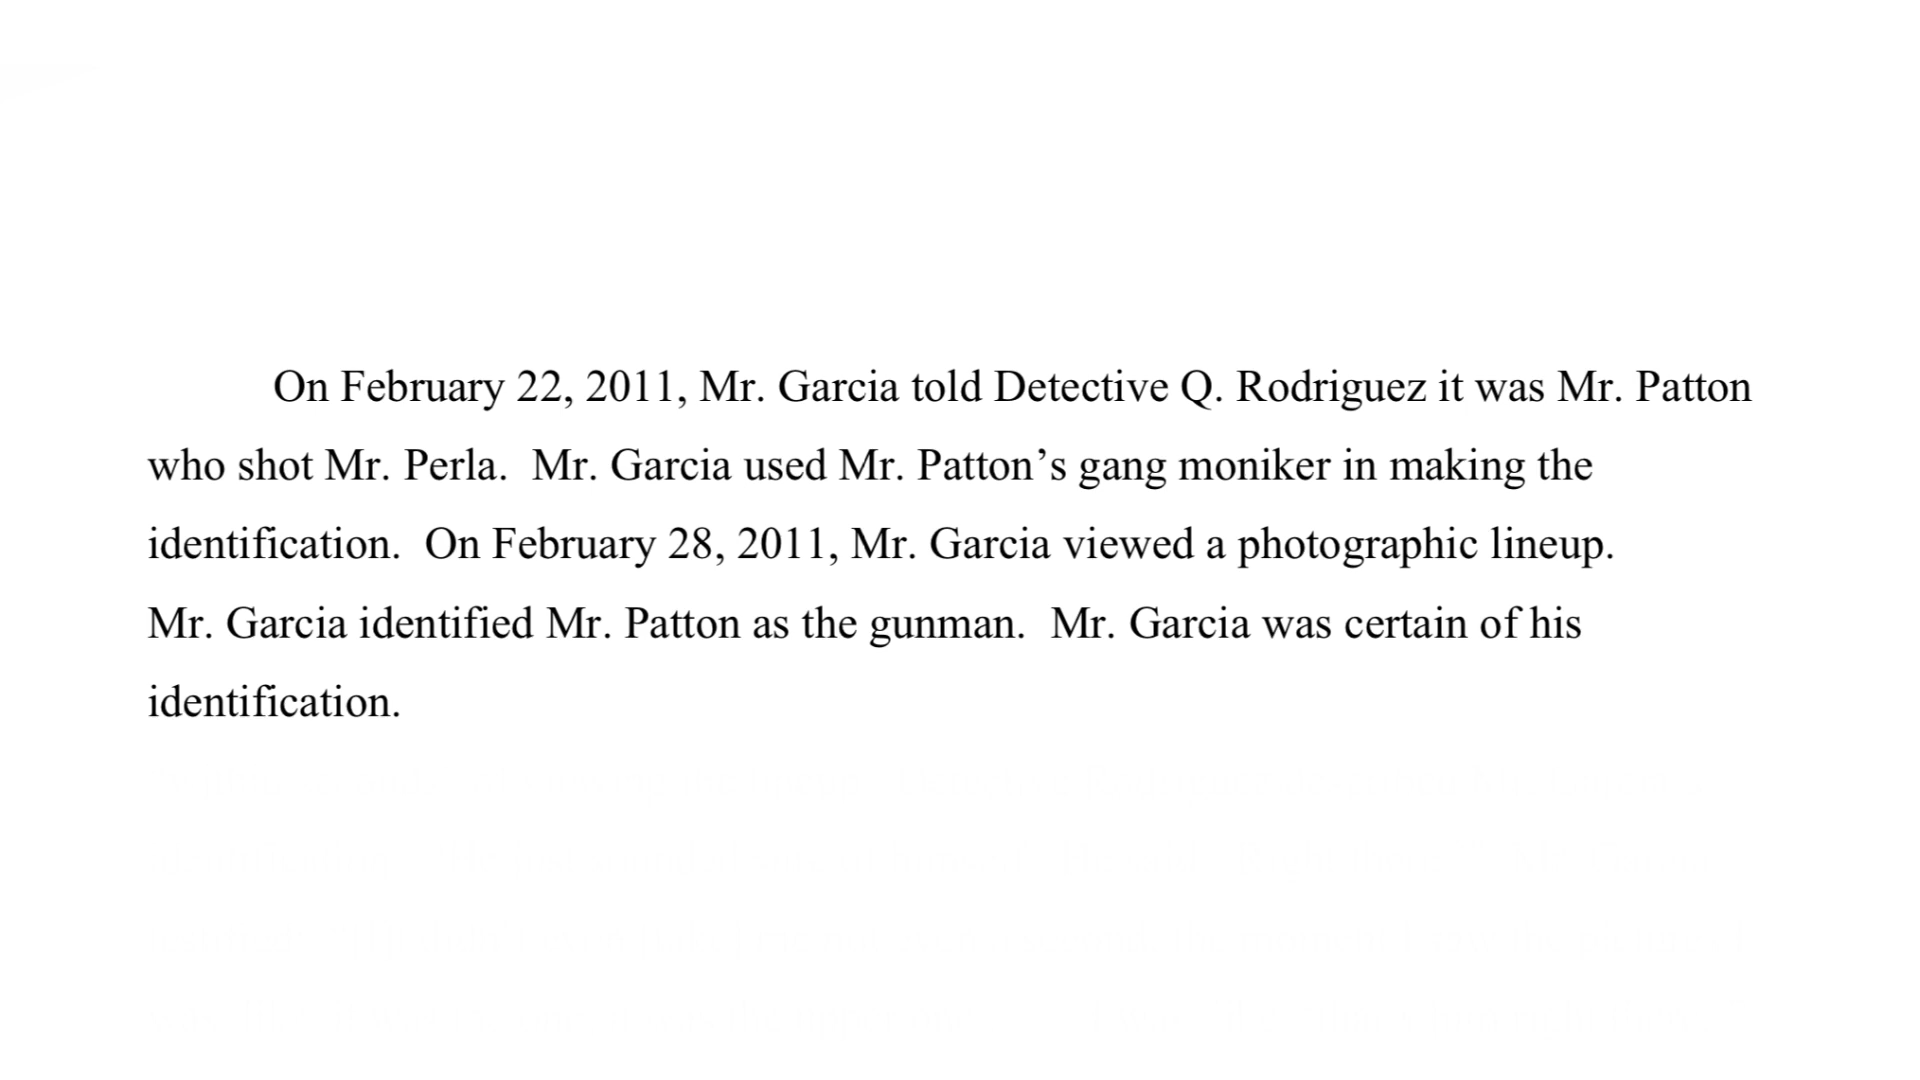 On February 22, 2011, Mr. Garcia told Detective Q. Rodriguez it was Mr. Patton
who shot Mr. Perla.  Mr. Garcia used Mr. Patton’s gang moniker in making the
identification.  On February 28, 2011, Mr. Garcia viewed a photographic lineup.
Mr. Garcia identified Mr. Patton as the gunman.  Mr. Garcia was certain of his
identification.